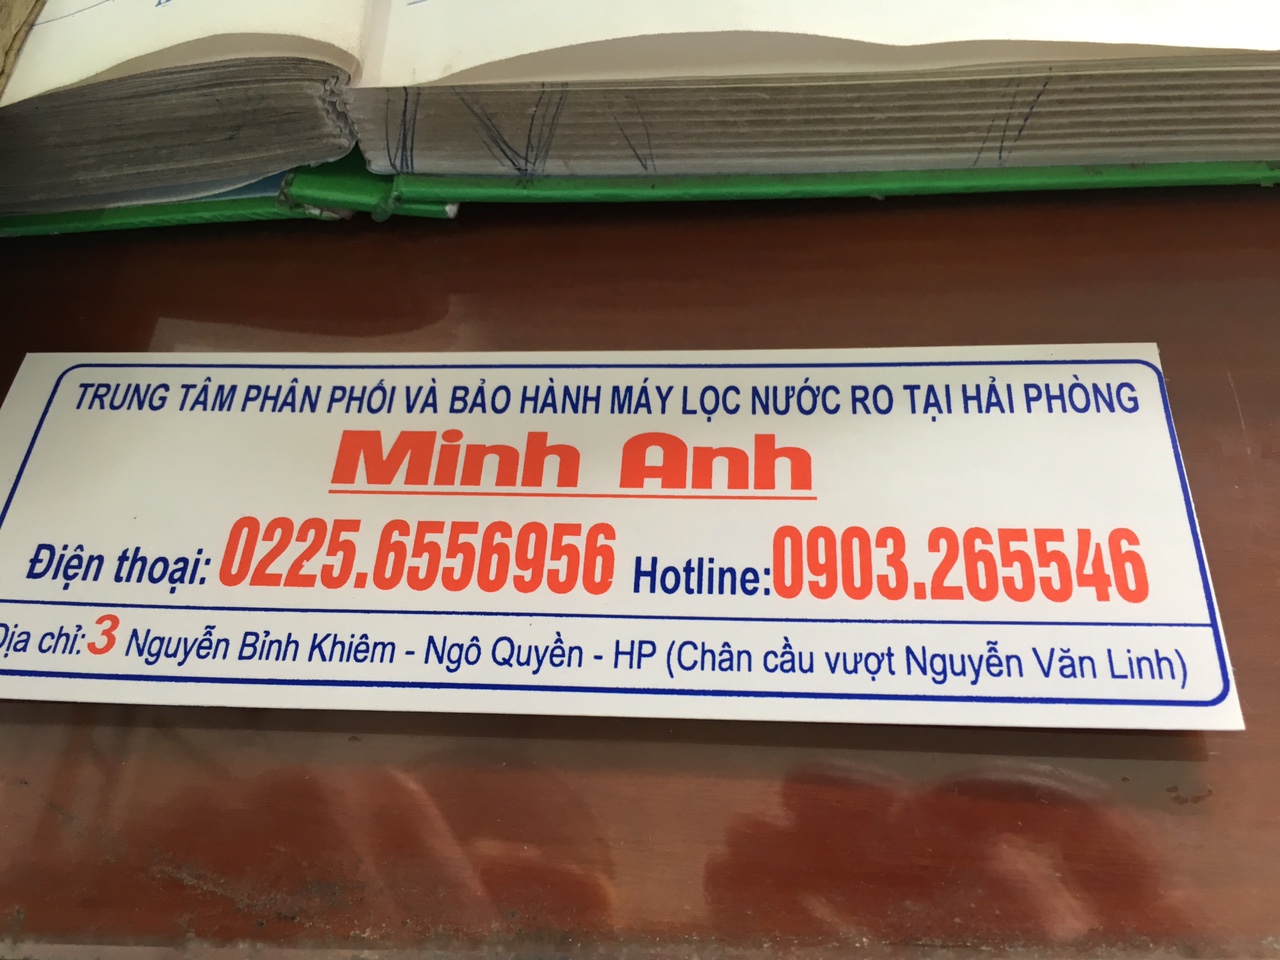 TRUNG TÂM PHÂN PHỐI VÀ BẢO HÀNH MÁY LỌC NƯỚC RO TẠI HẢI PHÒNG
Minh Anh
Điện thoại: 0225.6556956 Hotline:0903.265546
Địa chỉ:3 Nguyễn Bỉnh Khiêm - Ngô Quyền - HP (Chân cầu vượt Nguyễn Văn Linh)